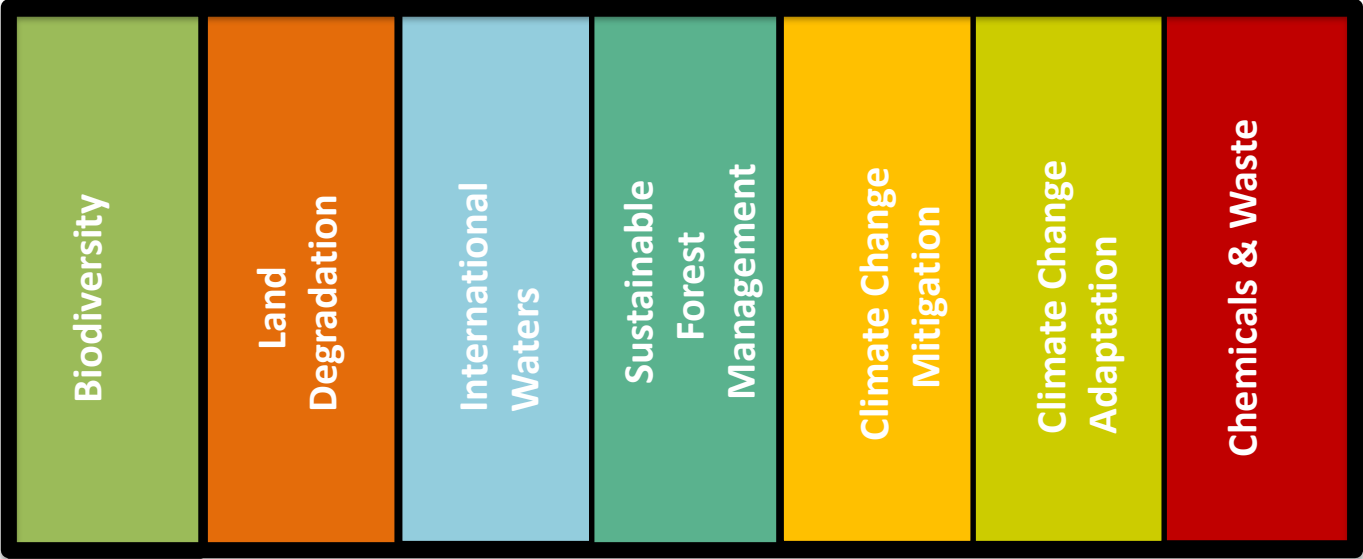 Biodiversity
Land
Degradation
International
Waters
Sustainable
Forest
Management
Climate Change
Mitigation
Climate Change
Adaptation
Chemicals & Waste